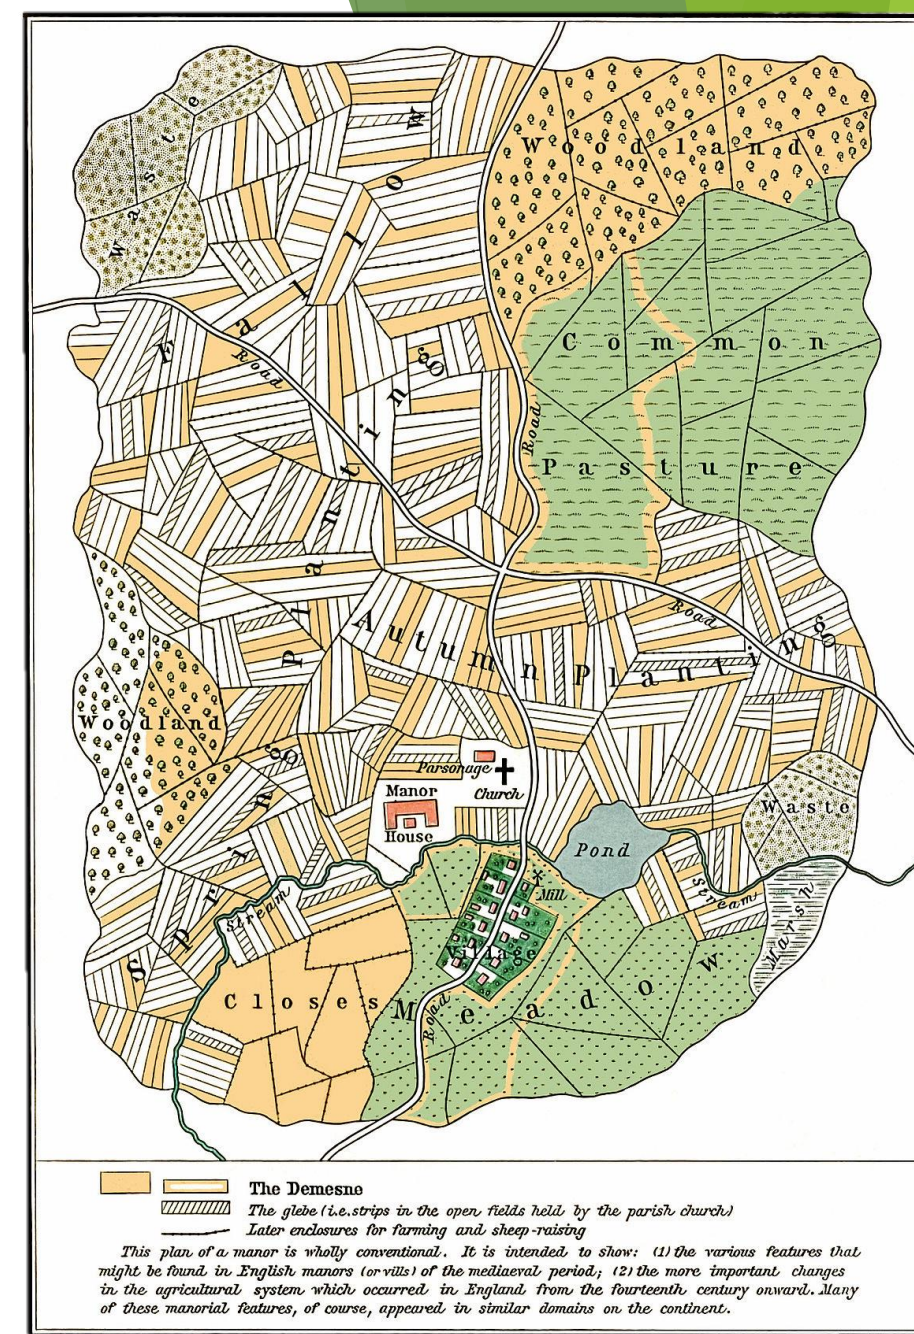 Waste
Fallow
Woodland
Road
Common
Road
Pasture
Spring Planting
Road
Autumn Planting
Woodland
Parsonage
Church
Manor
House
Waste
Pond
Mill
Stream
Stream
Marsh
Village
Closes
Meadow
Road
The Demesne
The glebe (i.e. strips in the open fields held by the parish church)
Later enclosures for farming and sheep-raising
This plan of a manor is wholly conventional. It is intended to show: (1) the various features that
might be found in English manors (or vills) of the mediaeval period; (2) the more important changes
in the agricultural system which occurred in England from the fourteenth century onward. Many
of these manorial features, of course, appeared in similar domains on the continent.